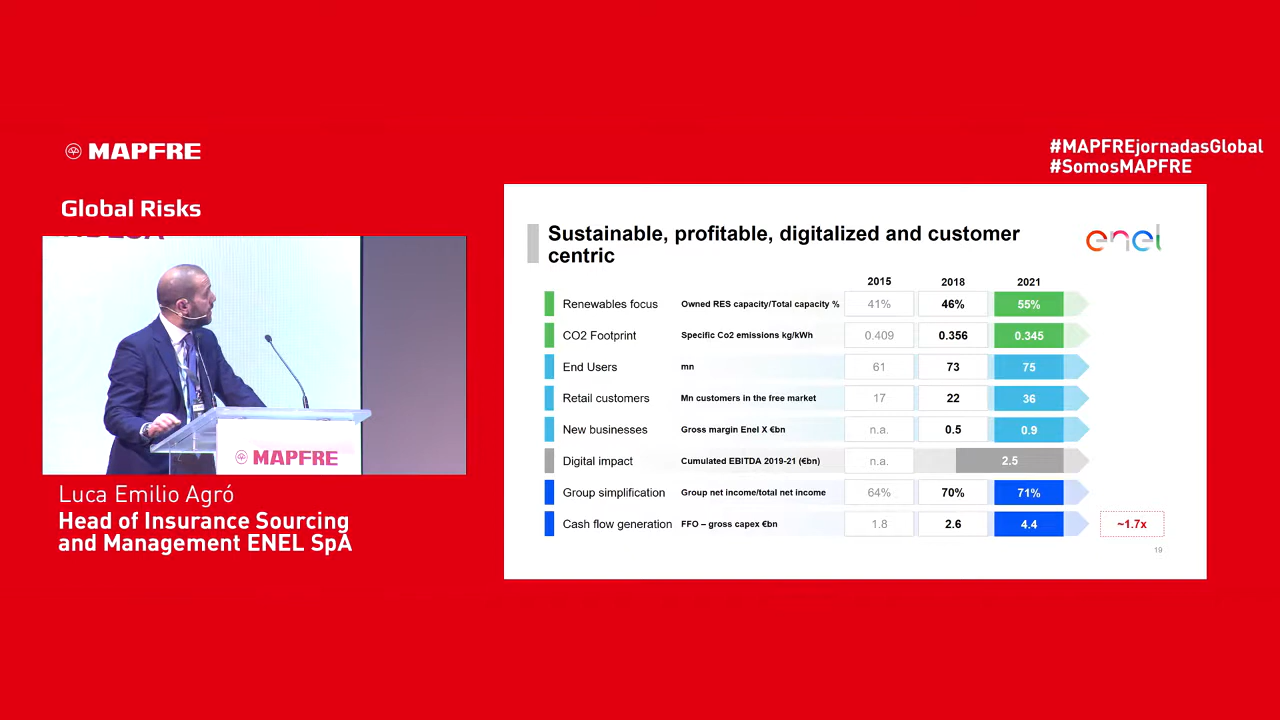 MAPFRE
#MAPFREjornadasGlobal
#SomosMAPFRE
Global Risks
MAPFRE
Luca Emilio Agró
Head of Insurance Sourcing
and Management ENEL SpA
Sustainable, profitable, digitalized and customer
centric
enel
2015 2018 2021
Renewables focus Owned RES capacity/Total capacity % 41% 46% 55%
CO2 Footprint Specific Co2 emissions kg/kWh 0.409 0.356 0.345
End Users mn 61 73 75
Retail customers Mn customers in the free market 17 22 36
New businesses Gross margin Enel X €bn n.a. 0.5 0.9
Digital impact Cumulated EBITDA 2019-21 (€bn) n.a. 2.5
Group simplification Group net income/total net income 64% 70% 71%
Cash flow generation FFO – gross capex €bn 1.8 2.6 4.4 ~1.7x
19